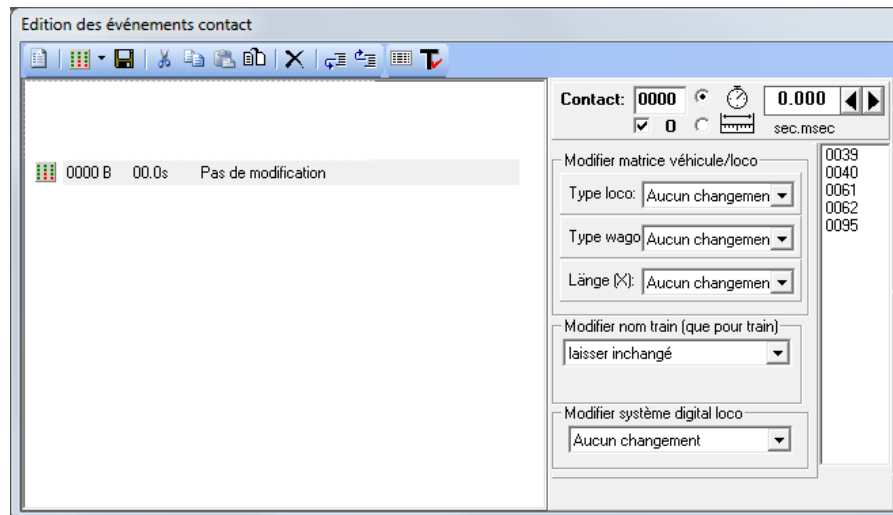 Edition des événements contact
Contact: 0000 0.000
0 sec.msec
0000 B 00.0s Pas de modification
Modifier matrice véhicule/loco
Type loco: Aucun changemen
Type wago Aucun changemen
Länge (X): Aucun changemen
Modifier nom train (que pour train)
laisser inchangé
Modifier système digital loco
Aucun changement
0039
0040
0061
0062
0095